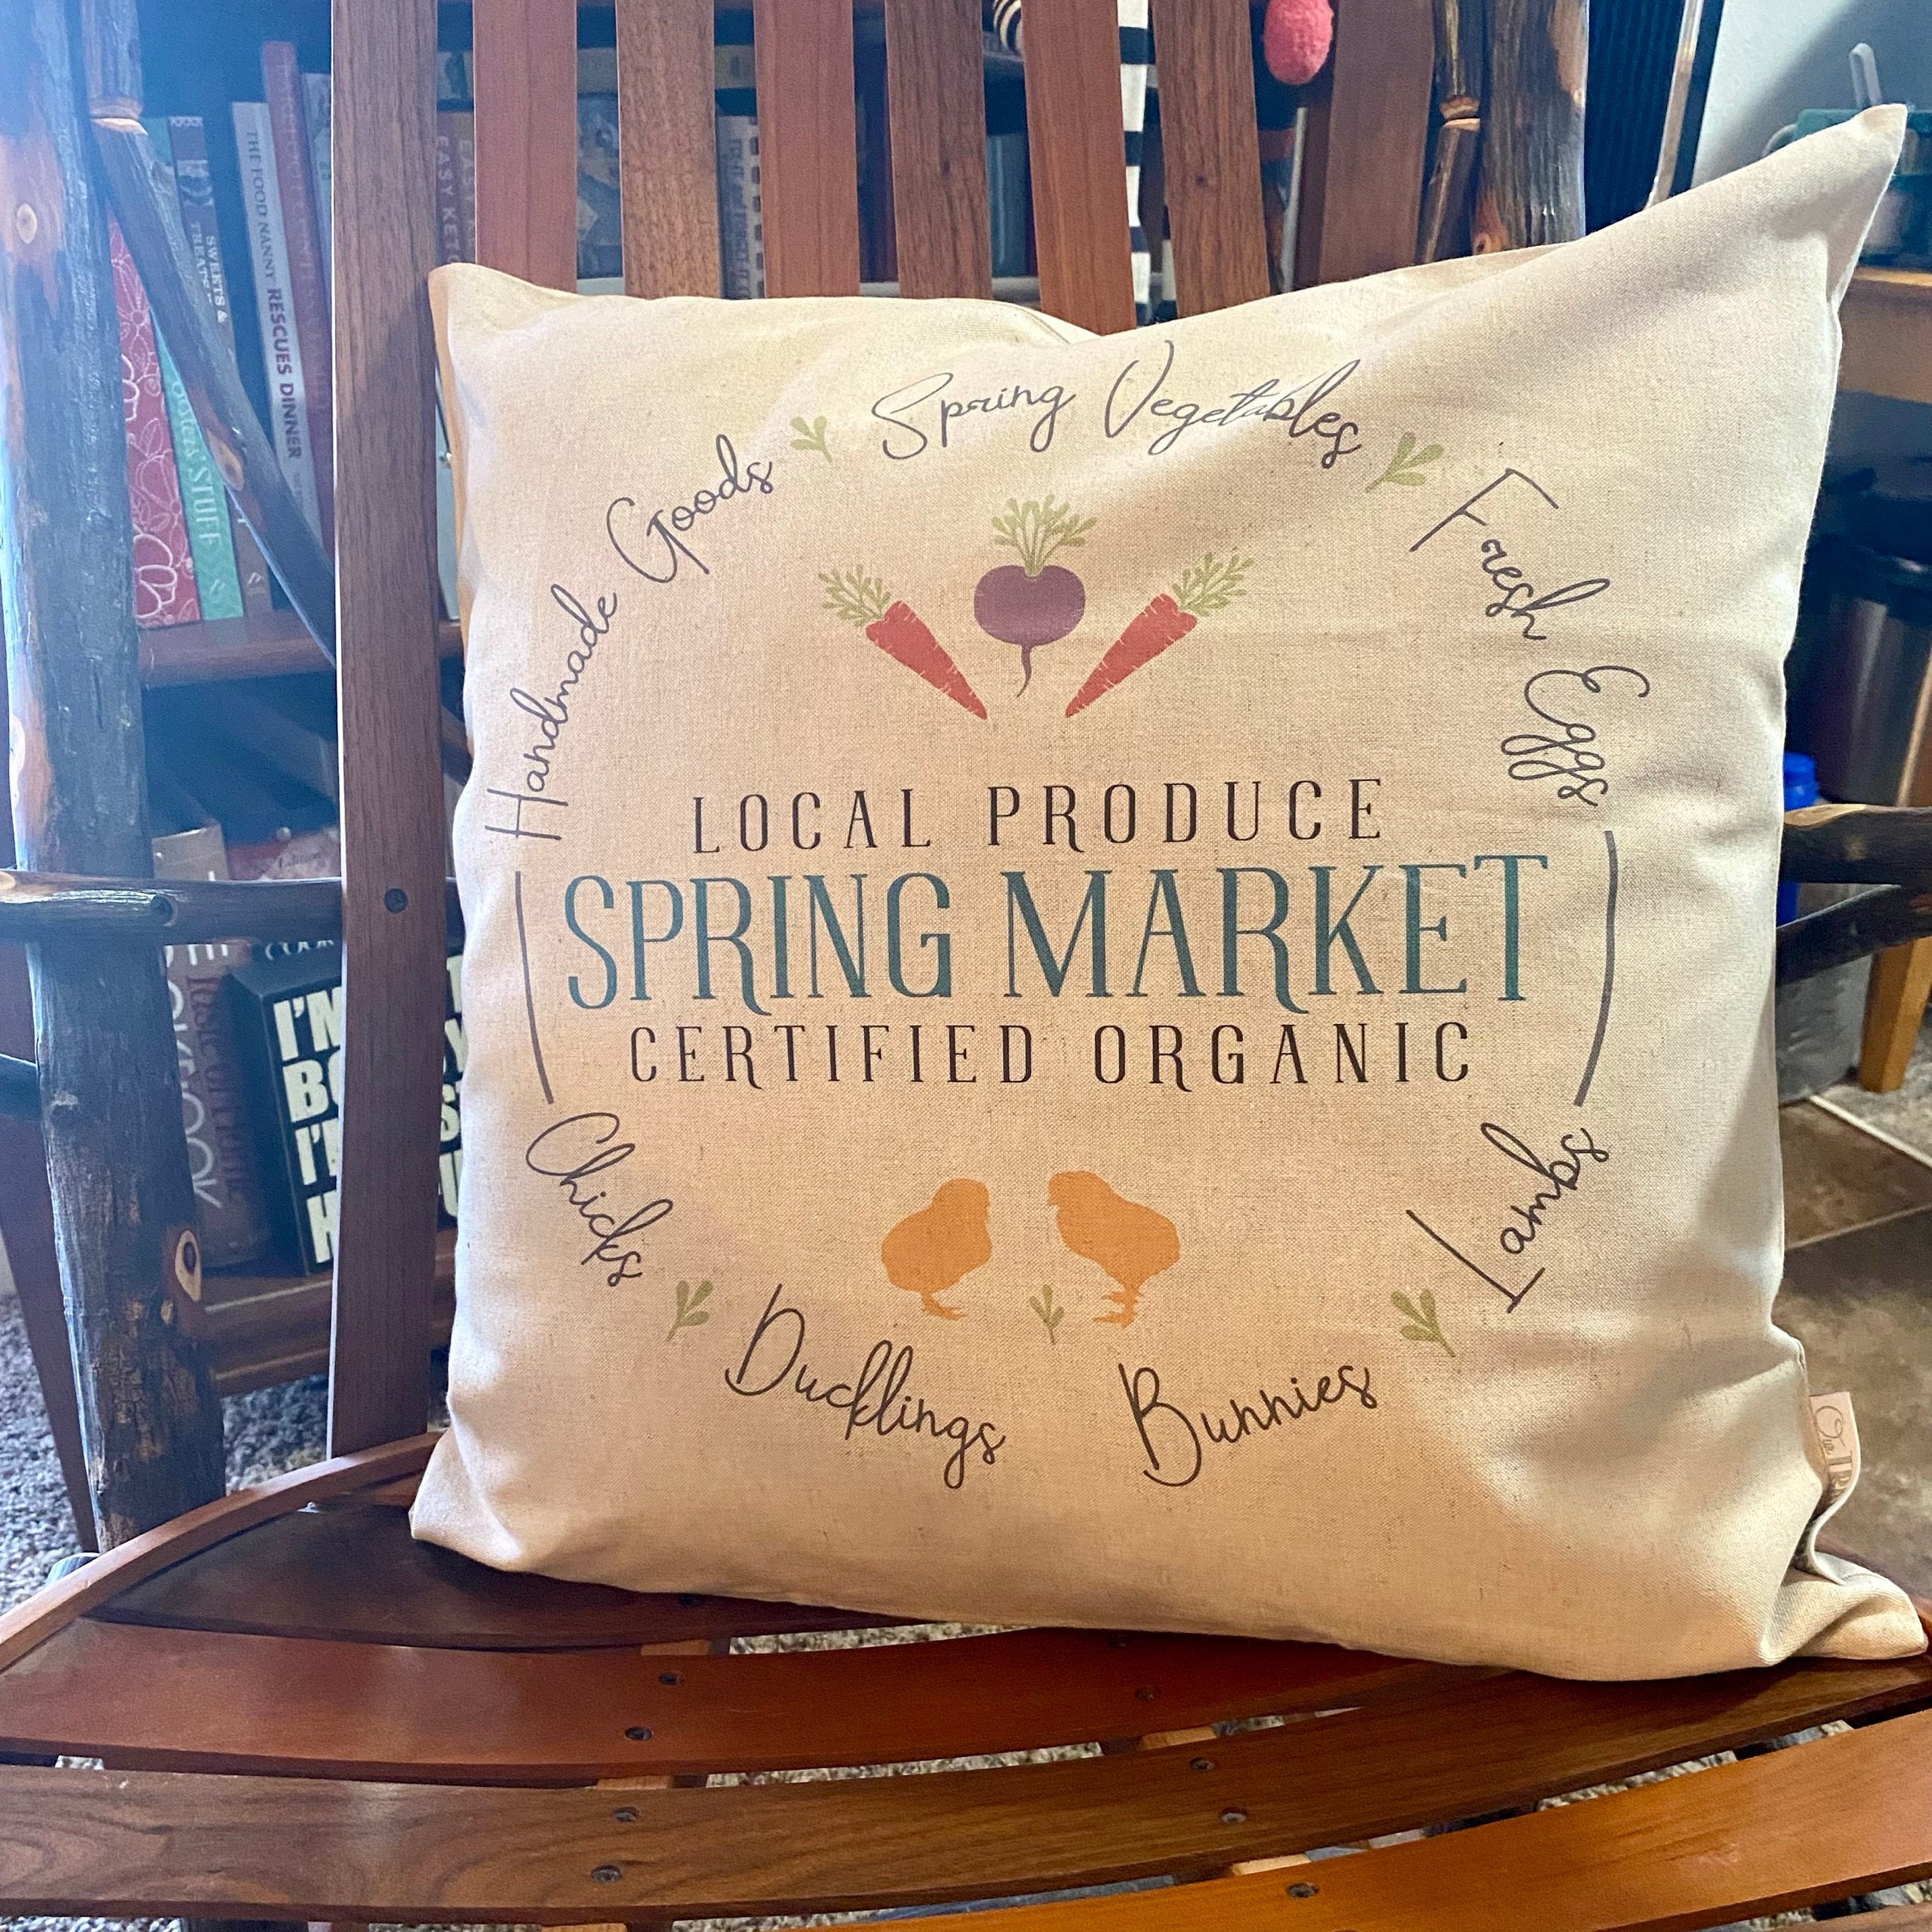 Handmade Goods
Spring Vegetables
Fresh Eggs
LOCAL PRODUCE
SPRING MARKET
CERTIFIED ORGANIC
Chicks
Ducklings
Bunnies
Lambs
THE FOOD NANNY RESCUES DINNER
SWEETS &
TREATS
STUFF
EASY KETO
I'M